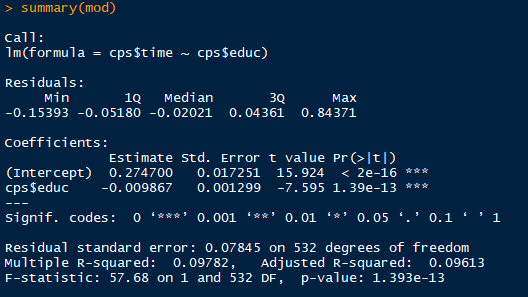 > summary(mod)
Call:
lm(formula = cps$time ~ cps$educ)
Residuals:
     Min       1Q   Median       3Q      Max
-0.15393 -0.05180 -0.02021  0.04361  0.84371
Coefficients:
             Estimate Std. Error t value Pr(>|t|)
(Intercept)  0.274700   0.017251  15.924  < 2e-16 ***
cps$educ    -0.009867   0.001299  -7.595 1.39e-13 ***
---
Signif. codes:  0 ‘***’ 0.001 ‘**’ 0.01 ‘*’ 0.05 ‘.’ 0.1 ‘ ’ 1
Residual standard error: 0.07845 on 532 degrees of freedom
Multiple R-squared:  0.09782,	Adjusted R-squared:  0.09613
F-statistic: 57.68 on 1 and 532 DF,  p-value: 1.393e-13